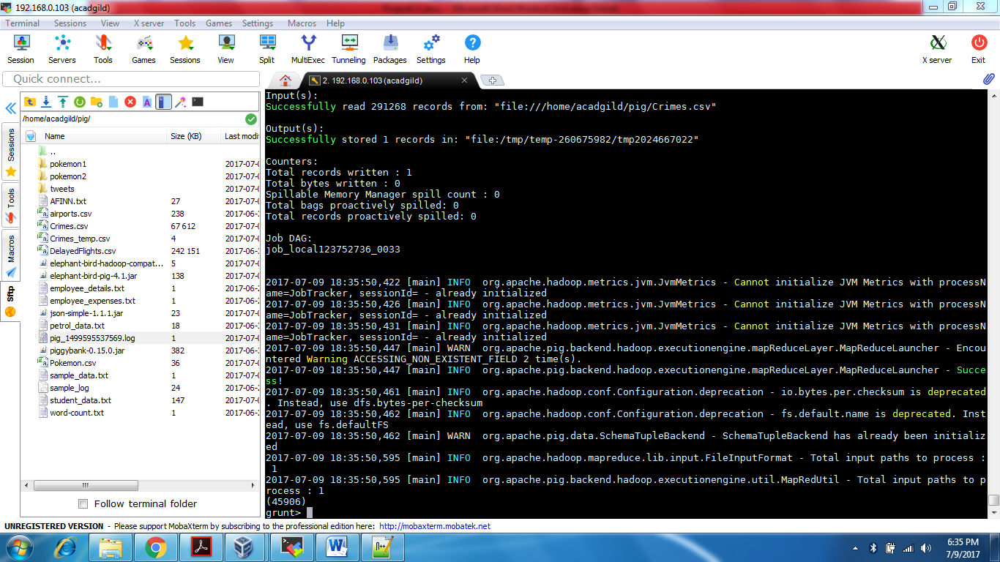 192.168.0.103 (acadgild)
Terminal Sessions View X server Tools Games Settings Macros Help
Session Servers Tools Games Sessions View Split MultiExec Tunneling Packages Settings Help X server Exit
Quick connect...
2. 192.168.0.103 (acadgild)
/home/acadgild/pig/
Name Size (KB) Last modif
..
pokemon1 2017-07-0
pokemon2 2017-07-0
tweets 2017-07-0
AFINN.txt 27 2017-07-0
airports.csv 238 2017-06-3
Crimes.csv 67 612 2017-07-0
Crimes_temp.csv 4 2017-07-0
DelayedFlights.csv 242 151 2017-06-3
elephant-bird-hadoop-compat... 5 2017-07-0
elephant-bird-pig-4.1.jar 138 2017-07-0
employee_details.txt 1 2017-06-2
employee_expenses.txt 1 2017-06-2
json-simple-1.1.1.jar 23 2017-07-0
petrol_data.txt 18 2017-07-0
pig_1499595537569.log 1 2017-07-0
piggybank-0.15.0.jar 382 2017-06-3
Pokemon.csv 36 2017-07-0
sample_data.txt 1 2017-07-0
sample_log 24 2017-06-2
student_data.txt 147 2017-07-0
word-count.txt 1 2017-06-2
Sessions
Tools
Macros
Sftp
Follow terminal folder
Input(s):
Successfully read 291268 records from: "file:///home/acadgild/pig/Crimes.csv"
Output(s):
Successfully stored 1 records in: "file:/tmp/temp-260675982/tmp2024667022"
Counters:
Total records written : 1
Total bytes written : 0
Spillable Memory Manager spill count : 0
Total bags proactively spilled: 0
Total records proactively spilled: 0
Job DAG:
job_local123752736_0033
2017-07-09 18:35:50,422 [main] INFO  org.apache.hadoop.metrics.jvm.JvmMetrics - Cannot initialize JVM Metrics with processN
ame=JobTracker, sessionId= - already initialized
2017-07-09 18:35:50,426 [main] INFO  org.apache.hadoop.metrics.jvm.JvmMetrics - Cannot initialize JVM Metrics with processN
ame=JobTracker, sessionId= - already initialized
2017-07-09 18:35:50,431 [main] INFO  org.apache.hadoop.metrics.jvm.JvmMetrics - Cannot initialize JVM Metrics with processN
ame=JobTracker, sessionId= - already initialized
2017-07-09 18:35:50,447 [main] WARN  org.apache.pig.backend.hadoop.executionengine.mapReduceLayer.MapReduceLauncher - Encou
ntered Warning ACCESSING_NON_EXISTENT_FIELD 2 time(s).
2017-07-09 18:35:50,447 [main] INFO  org.apache.pig.backend.hadoop.executionengine.mapReduceLayer.MapReduceLauncher - Succe
ss!
2017-07-09 18:35:50,461 [main] INFO  org.apache.hadoop.conf.Configuration.deprecation - io.bytes.per.checksum is deprecated
. Instead, use dfs.bytes-per-checksum
2017-07-09 18:35:50,462 [main] INFO  org.apache.hadoop.conf.Configuration.deprecation - fs.default.name is deprecated. Inst
ead, use fs.defaultFS
2017-07-09 18:35:50,462 [main] WARN  org.apache.pig.data.SchemaTupleBackend - SchemaTupleBackend has already been initializ
ed
2017-07-09 18:35:50,595 [main] INFO  org.apache.hadoop.mapreduce.lib.input.FileInputFormat - Total input paths to process :
1
2017-07-09 18:35:50,595 [main] INFO  org.apache.pig.backend.hadoop.executionengine.util.MapRedUtil - Total input paths to p
rocess : 1
(45906)
grunt>
UNREGISTERED VERSION - Please support MobaXterm by subscribing to the professional edition here: http://mobaxterm.mobatek.net
6:35 PM
7/9/2017